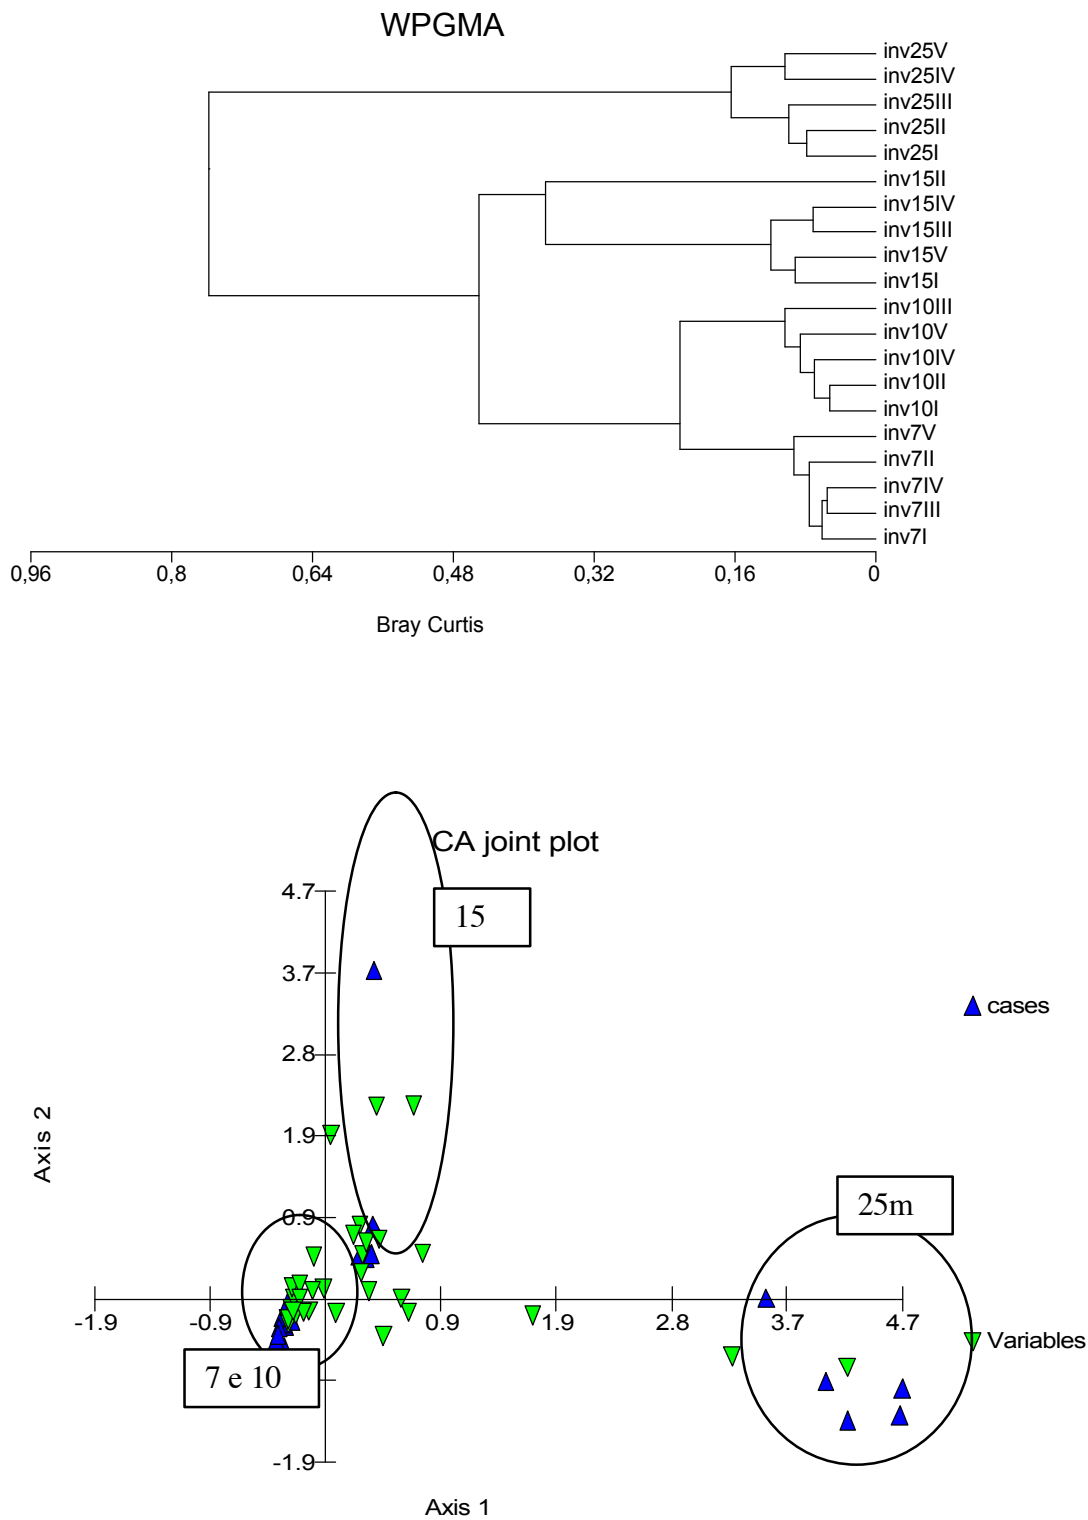 WPGMA
inv25V
inv25IV
inv25III
inv25II
inv25I
inv15II
inv15IV
inv15III
inv15V
inv15I
inv10III
inv10V
inv10IV
inv10II
inv10I
inv7V
inv7II
inv7IV
inv7III
inv7I
0,96 0,8 0,64 0,48 0,32 0,16 0
Bray Curtis
CA joint plot
4.7
15
3.7
cases
2.8
Axis 2
1.9
25m
0.9
-1.9 -0.9 0.9 1.9 2.8 3.7 4.7
Variables
7 e 10
-1.9
Axis 1